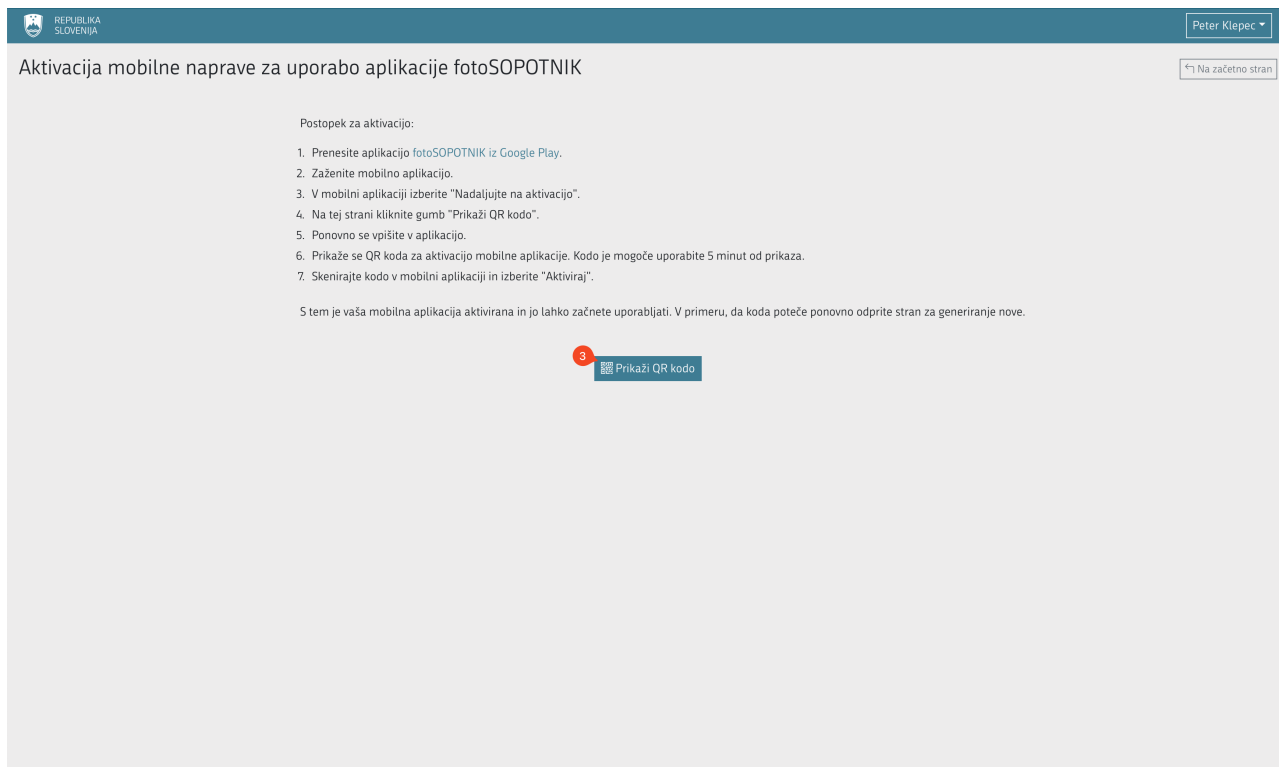 REPUBLIKA
SLOVENIJA
Peter Klepec
Aktivacija mobilne naprave za uporabo aplikacije fotoSOPOTNIK
Na začetno stran
Postopek za aktivacijo:
1. Prenesite aplikacijo fotoSOPOTNIK iz Google Play.
2. Zaženite mobilno aplikacijo.
3. V mobilni aplikaciji izberite "Nadaljujte na aktivacijo".
4. Na tej strani kliknite gumb "Prikaži QR kodo".
5. Ponovno se vpišite v aplikacijo.
6. Prikaže se QR koda za aktivacijo mobilne aplikacije. Kodo je mogoče uporabite 5 minut od prikaza.
7. Skenirajte kodo v mobilni aplikaciji in izberite "Aktiviraj".
S tem je vaša mobilna aplikacija aktivirana in jo lahko začnete uporabljati. V primeru, da koda poteče ponovno odprite stran za generiranje nove.
3
Prikaži QR kodo